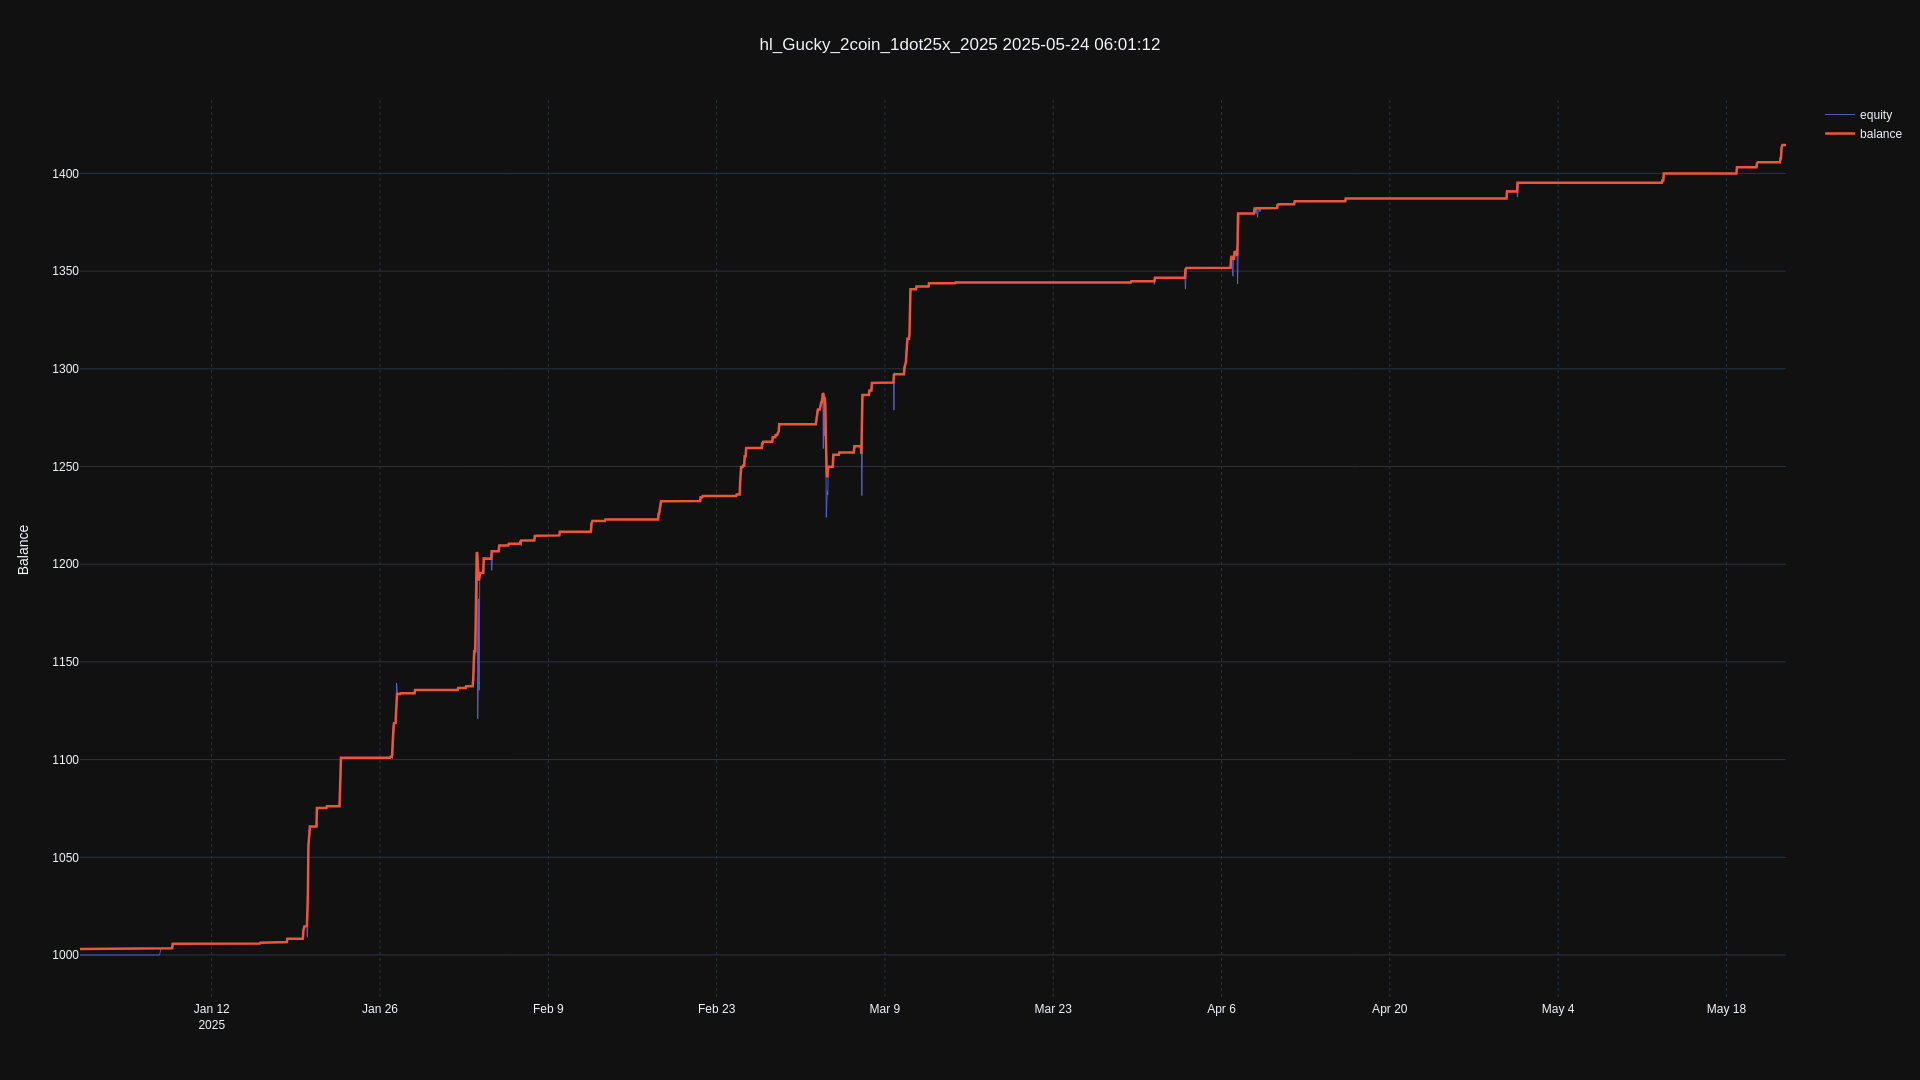 hl_Gucky_2coin_1dot25x_2025 2025-05-24 06:01:12
equity
balance
1400
1350
1300
1250
1200
1150
1100
1050
1000
Balance
Jan 12
2025
Jan 26
Feb 9
Feb 23
Mar 9
Mar 23
Apr 6
Apr 20
May 4
May 18